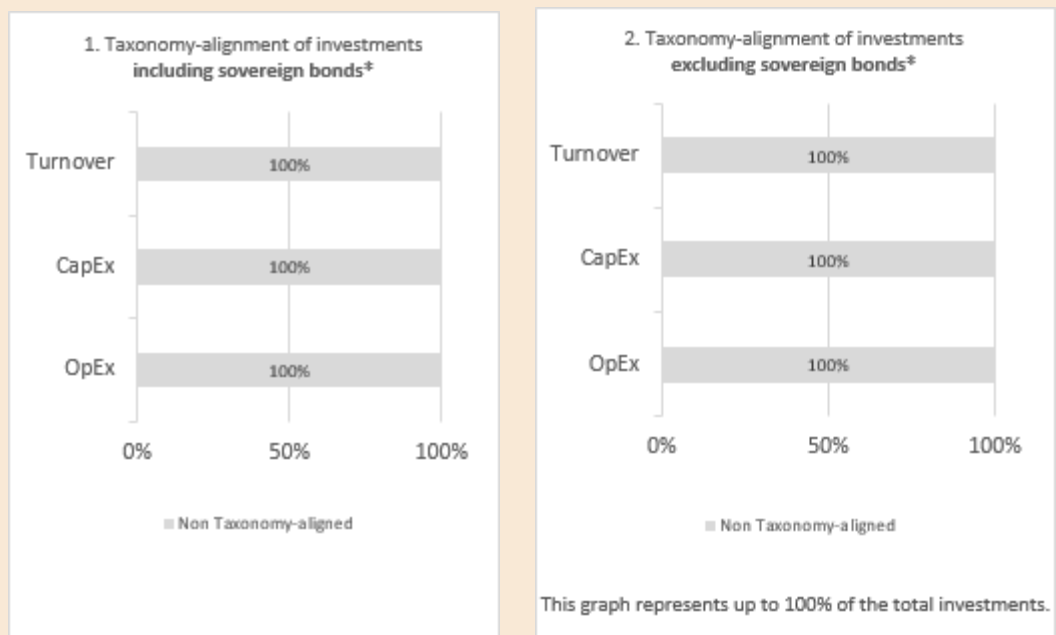 1. Taxonomy-alignment of investments
including sovereign bonds*
Turnover
100%
CapEx
100%
OpEx
100%
0% 50% 100%
Non Taxonomy-aligned
2. Taxonomy-alignment of investments
excluding sovereign bonds*
Turnover
100%
CapEx
100%
OpEx
100%
0% 50% 100%
Non Taxonomy-aligned
This graph represents up to 100% of the total investments.